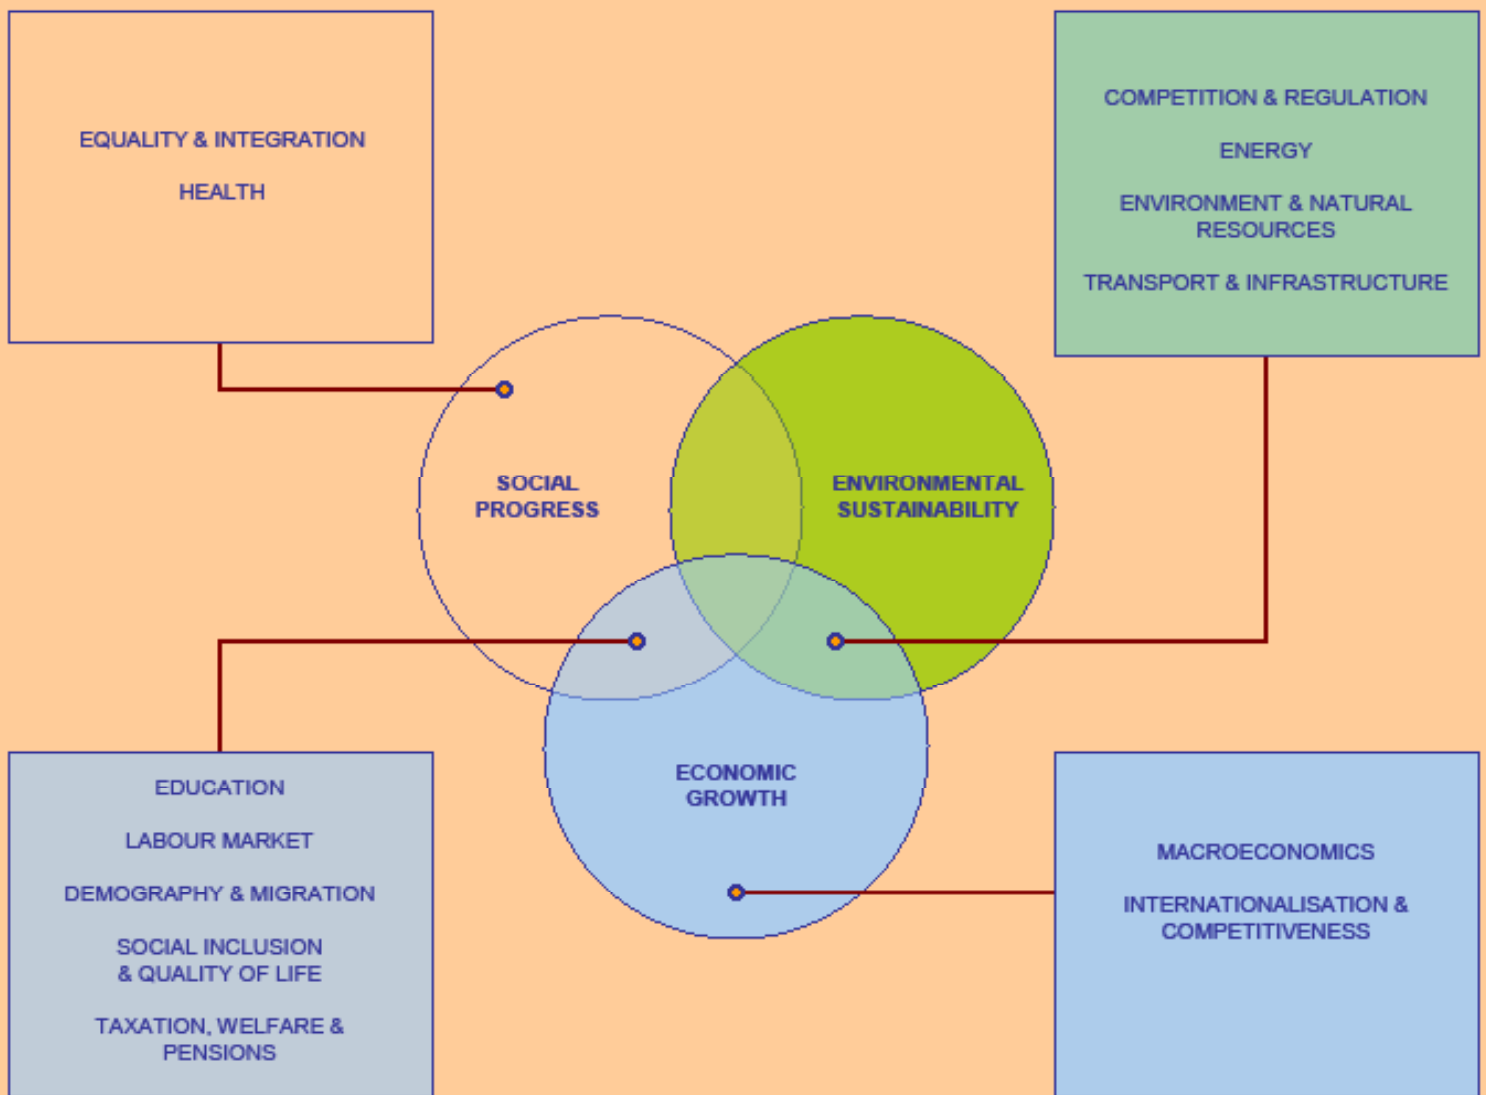 EQUALITY & INTEGRATION
HEALTH
COMPETITION & REGULATION
ENERGY
ENVIRONMENT & NATURAL
RESOURCES
TRANSPORT & INFRASTRUCTURE
SOCIAL
PROGRESS
ENVIRONMENTAL
SUSTAINABILITY
ECONOMIC
GROWTH
EDUCATION
LABOUR MARKET
DEMOGRAPHY & MIGRATION
SOCIAL INCLUSION
& QUALITY OF LIFE
TAXATION, WELFARE &
PENSIONS
MACROECONOMICS
INTERNATIONALISATION &
COMPETITIVENESS